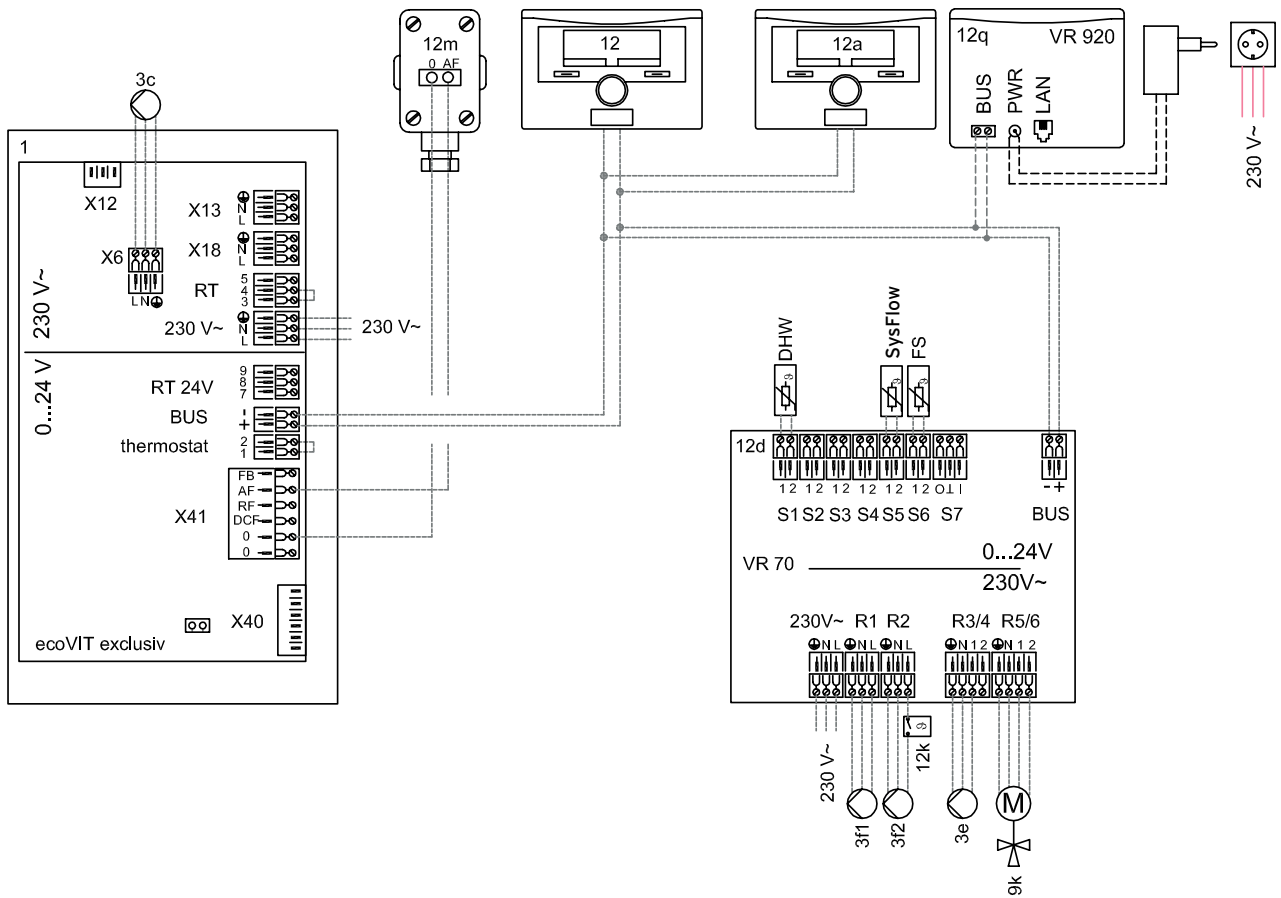 3c
12m
0 AF
12
12a
12q
VR 920
BUS
PWR
LAN
230 V~
1
X12
X6
L N
230 V~
X13
N
L
X18
N
L
RT
5
4
3
230 V~
N
L
230 V~
0...24 V
RT 24V
9
8
7
BUS
- +
thermostat
2
1
X41
FB
AF
RF
DCF
0
0
X40
ecoVIT exclusiv
DHW
SysFlow
FS
12d
1 2
1 2
1 2
1 2
1 2
1 2
O ⊥ I
- +
S1 S2 S3 S4 S5 S6 S7
BUS
VR 70
0...24V
230V~
230V~ R1 R2
R3/4 R5/6
N L
N L
N L
N 1 2
N 1 2
230 V~
12k
3f1
3f2
3e
M
9k